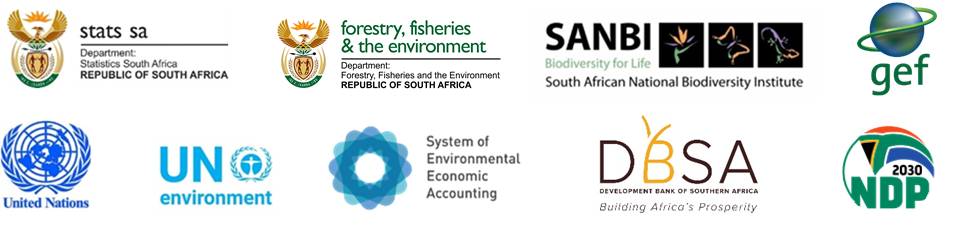 stats sa
Department:
Statistics South Africa
REPUBLIC OF SOUTH AFRICA
forestry, fisheries
& the environment
Department:
Forestry, Fisheries and the Environment
REPUBLIC OF SOUTH AFRICA
SANBI
Biodiversity for Life
South African National Biodiversity Institute
gef
United Nations
UN
environment
System of
Environmental
Economic
Accounting
DBSA
DEVELOPMENT BANK OF SOUTHERN AFRICA
Building Africa's Prosperity
2030
NDP